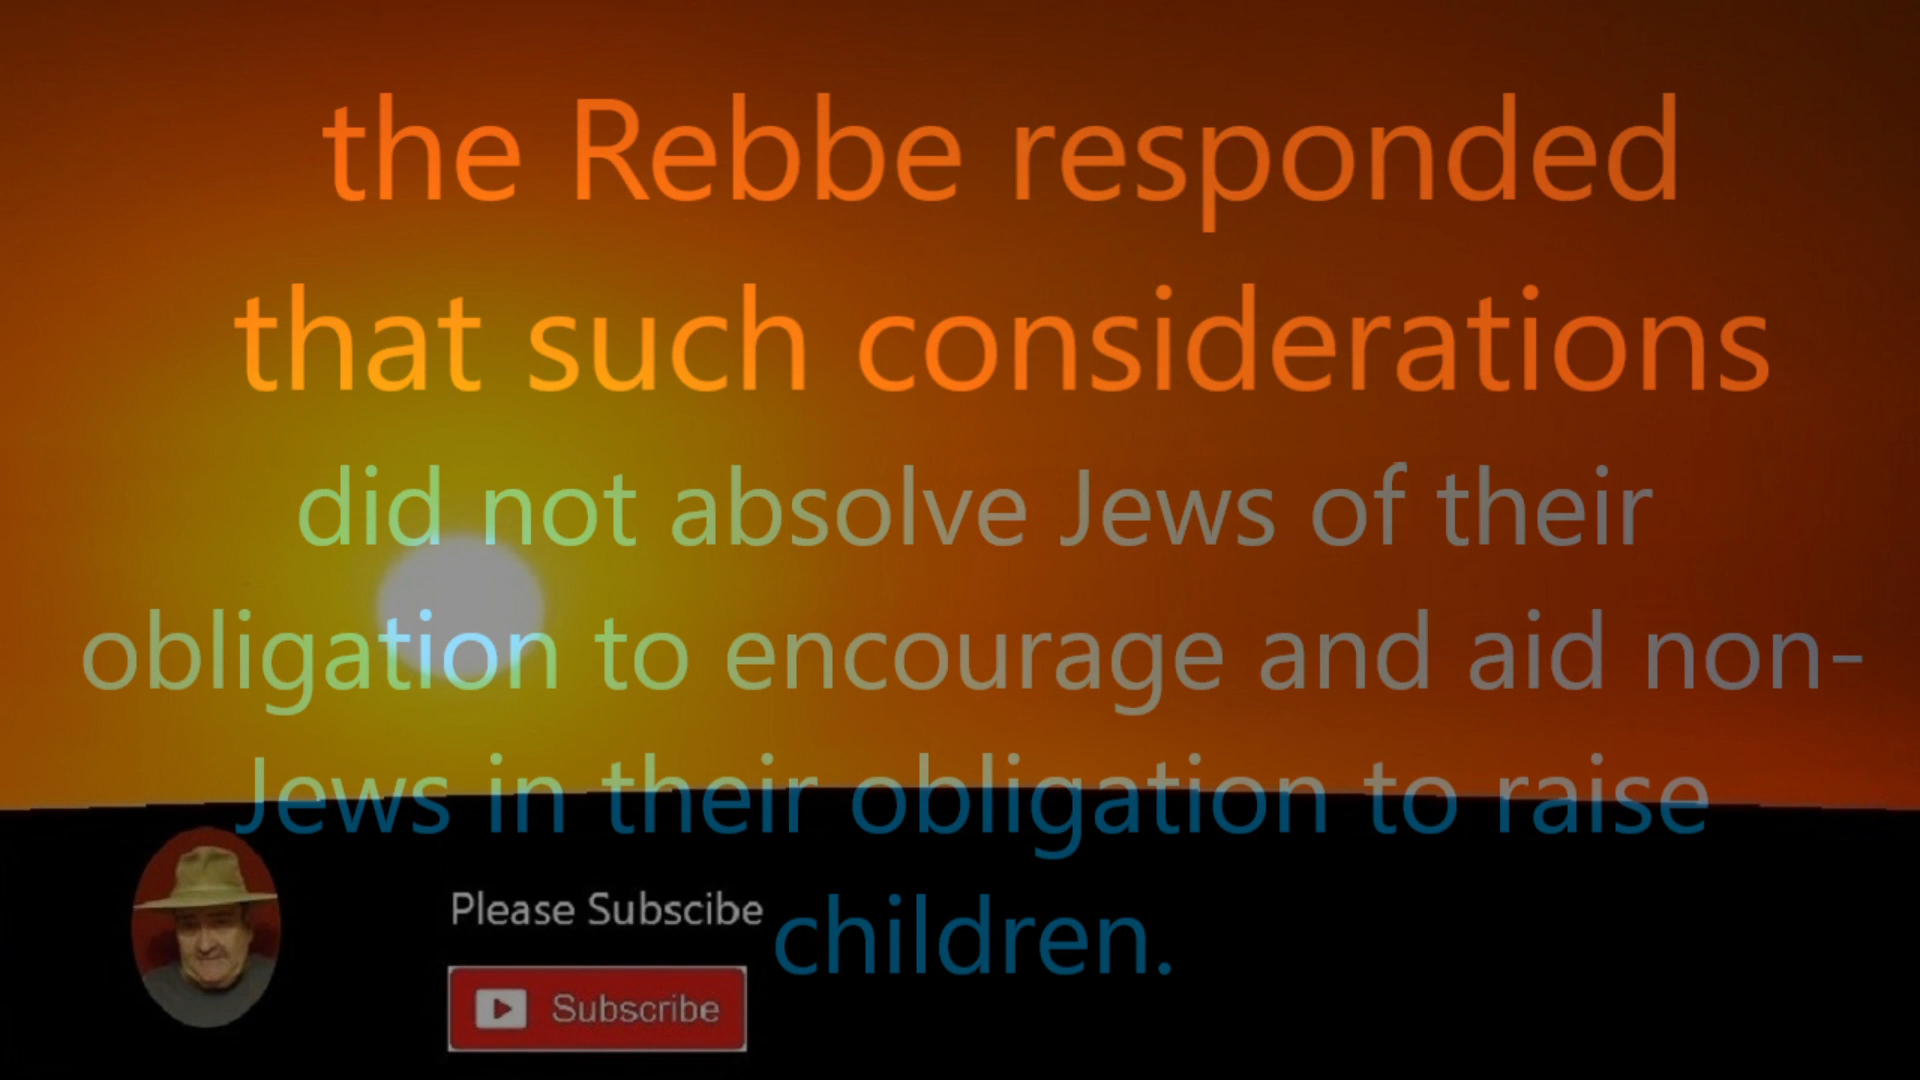 the Rebbe responded
that such considerations
did not absolve Jews of their
obligation to encourage and aid non-
Jews in their obligation to raise
children.
Please Subscibe
Subscribe